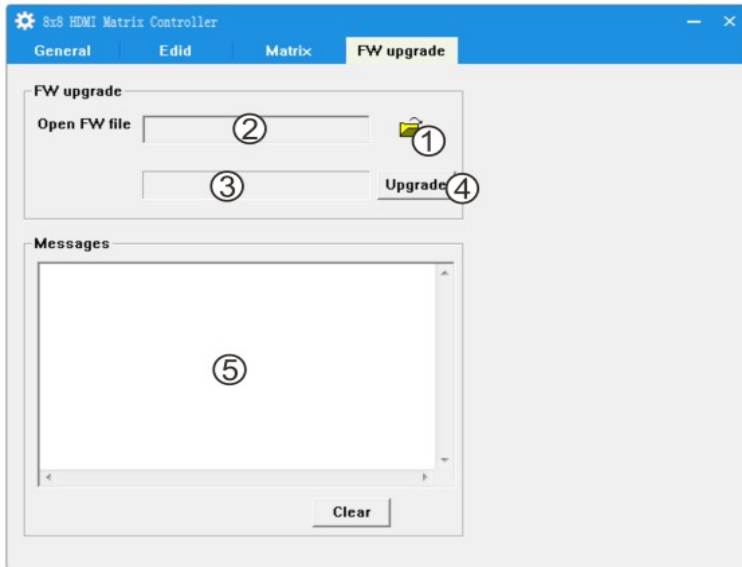 8x8 HDMI Matrix Controller
General Edid Matrix FW upgrade
FW upgrade
Open FW file ② ①
③ Upgrade ④
Messages
⑤
Clear